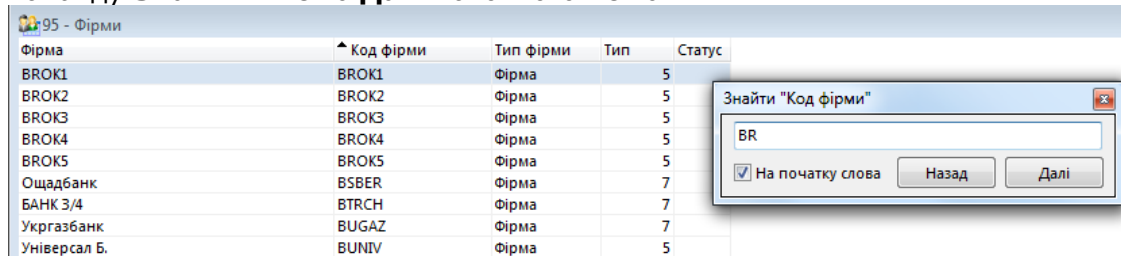 95 - Фірми
Фірма Код фірми Тип фірми Тип Статус
BROK1 BROK1 Фірма 5
BROK2 BROK2 Фірма 5
BROK3 BROK3 Фірма 5
BROK4 BROK4 Фірма 5
BROK5 BROK5 Фірма 5
Ощадбанк BSBER Фірма 7
БАНК 3/4 BTRCH Фірма 7
Укргазбанк BUGAZ Фірма 7
Універсал Б. BUNIV Фірма 5
Знайти "Код фірми"
BR
На початку слова Назад Далі